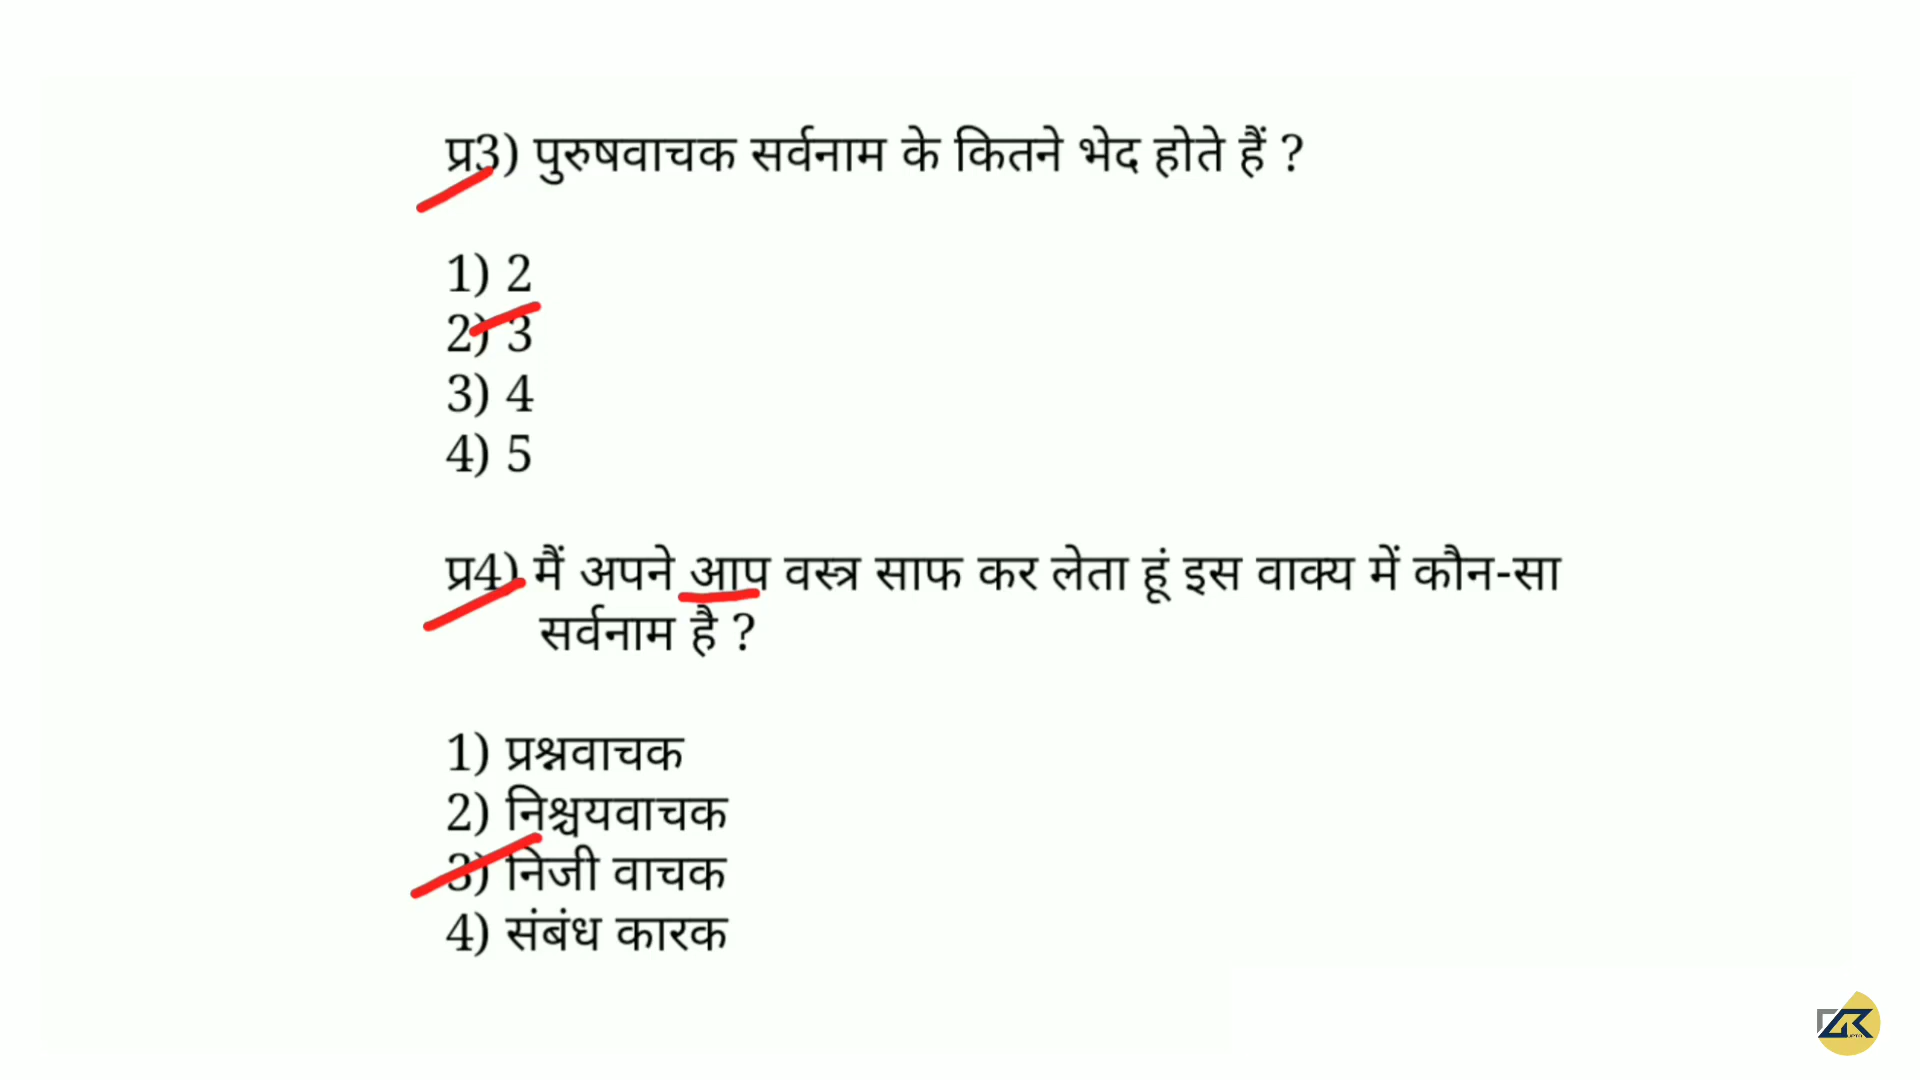 प्र3) पुरुषवाचक सर्वनाम के कितने भेद होते हैं ?
1) 2
2) 3
3) 4
4) 5
प्र4) मैं अपने आप वस्त्र साफ कर लेता हूं इस वाक्य में कौन-सा
सर्वनाम है ?
1) प्रश्नवाचक
2) निश्चयवाचक
3) निजी वाचक
4) संबंध कारक